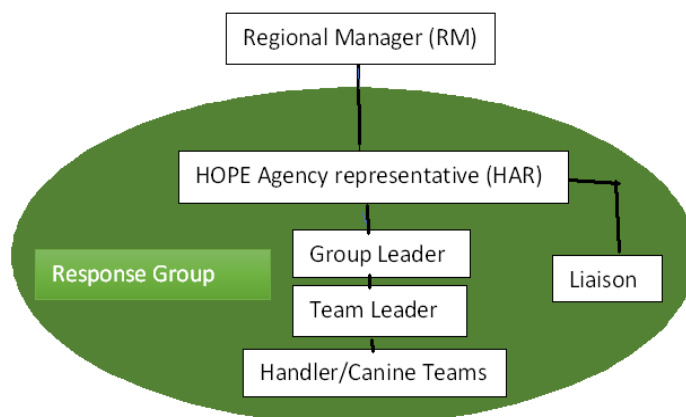 Regional Manager (RM)
HOPE Agency representative (HAR)
Group Leader
Response Group
Liaison
Team Leader
Handler/Canine Teams